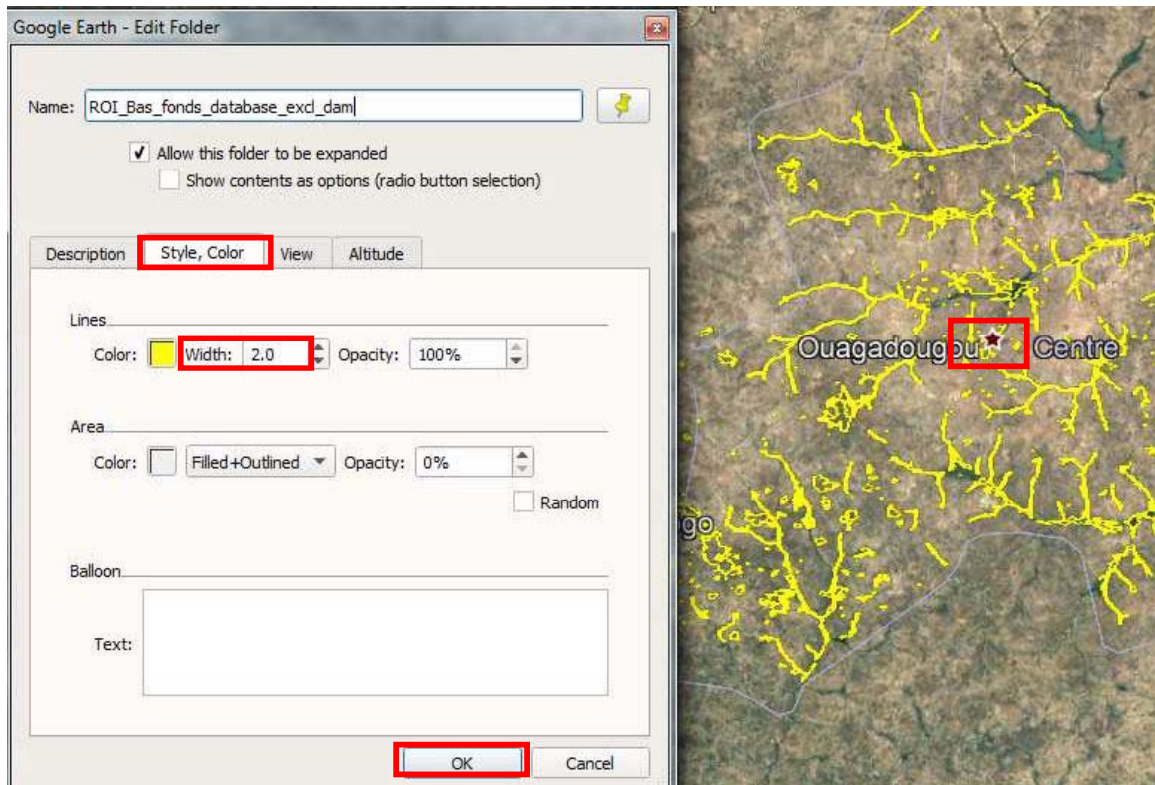 Google Earth - Edit Folder
Name: ROI_Bas_fonds_database_excl_dam
Allow this folder to be expanded
Show contents as options (radio button selection)
Description Style, Color View Altitude
Lines
Color: Width: 2.0 Opacity: 100%
Area
Color: Filled+Outlined Opacity: 0%
Random
Balloon
Text:
OK Cancel
Ouagadougou Centre
go